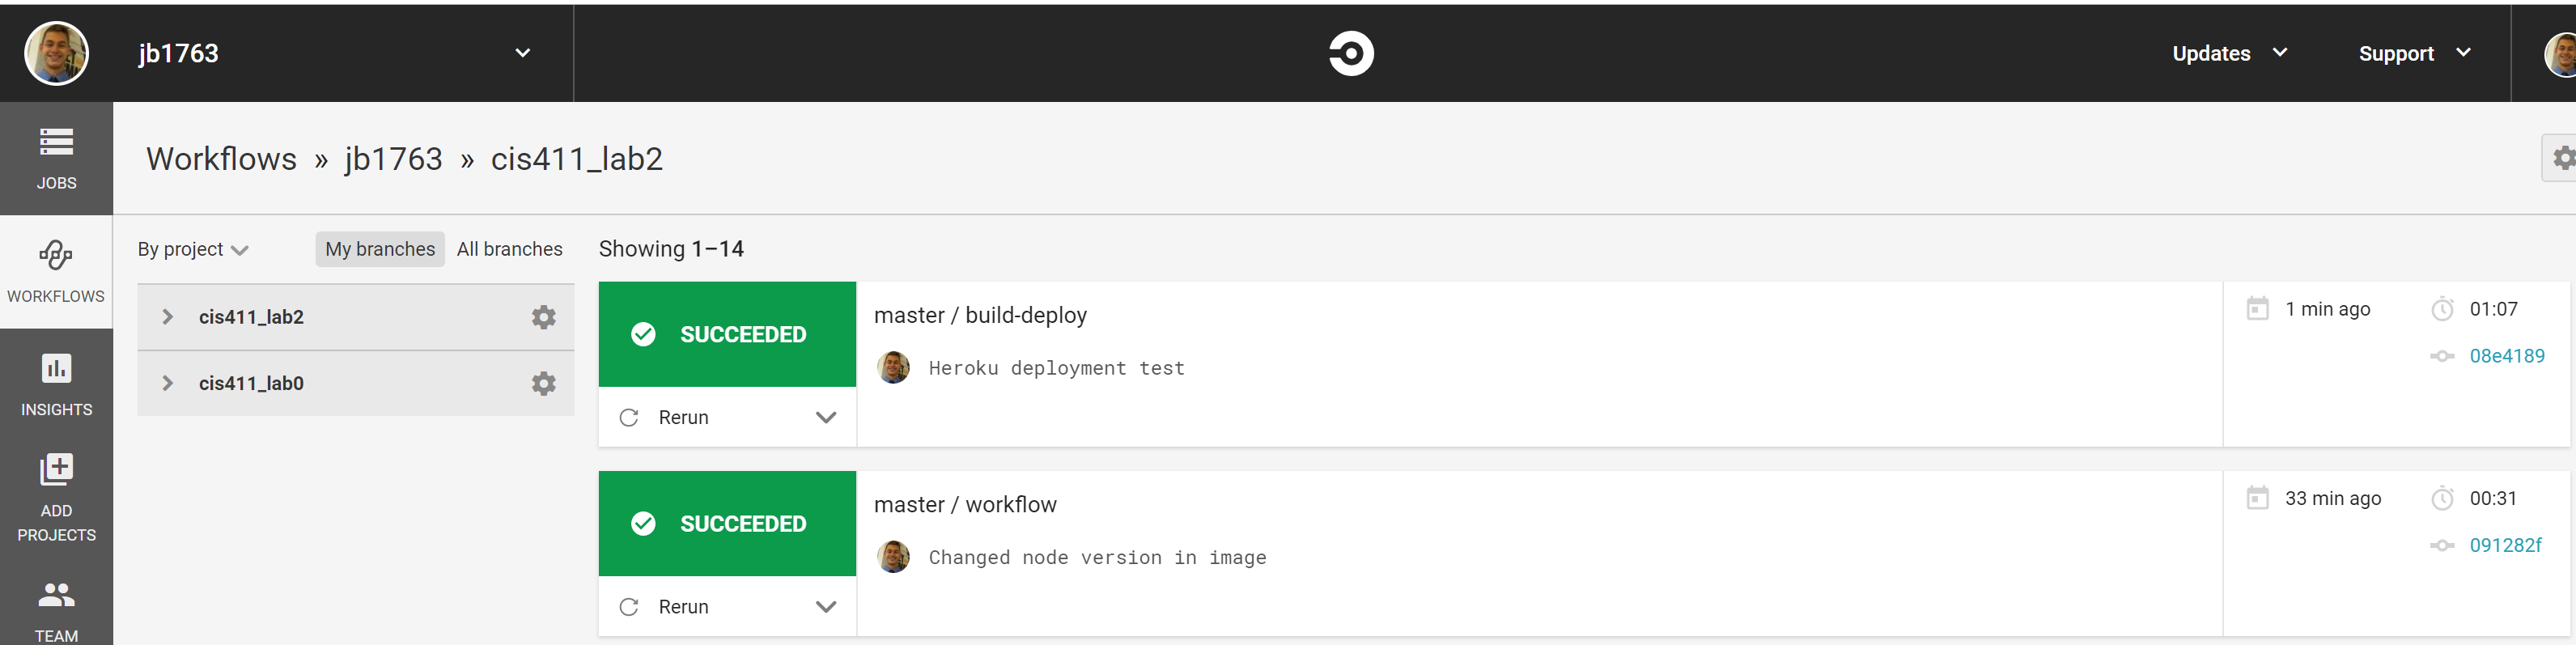 jb1763
Updates
Support
JOBS
WORKFLOWS
INSIGHTS
ADD
PROJECTS
TEAM
Workflows » jb1763 » cis411_lab2
By project
My branches
All branches
cis411_lab2
cis411_lab0
Showing 1–14
SUCCEEDED
Rerun
master / build-deploy
Heroku deployment test
1 min ago
01:07
08e4189
SUCCEEDED
Rerun
master / workflow
Changed node version in image
33 min ago
00:31
091282f